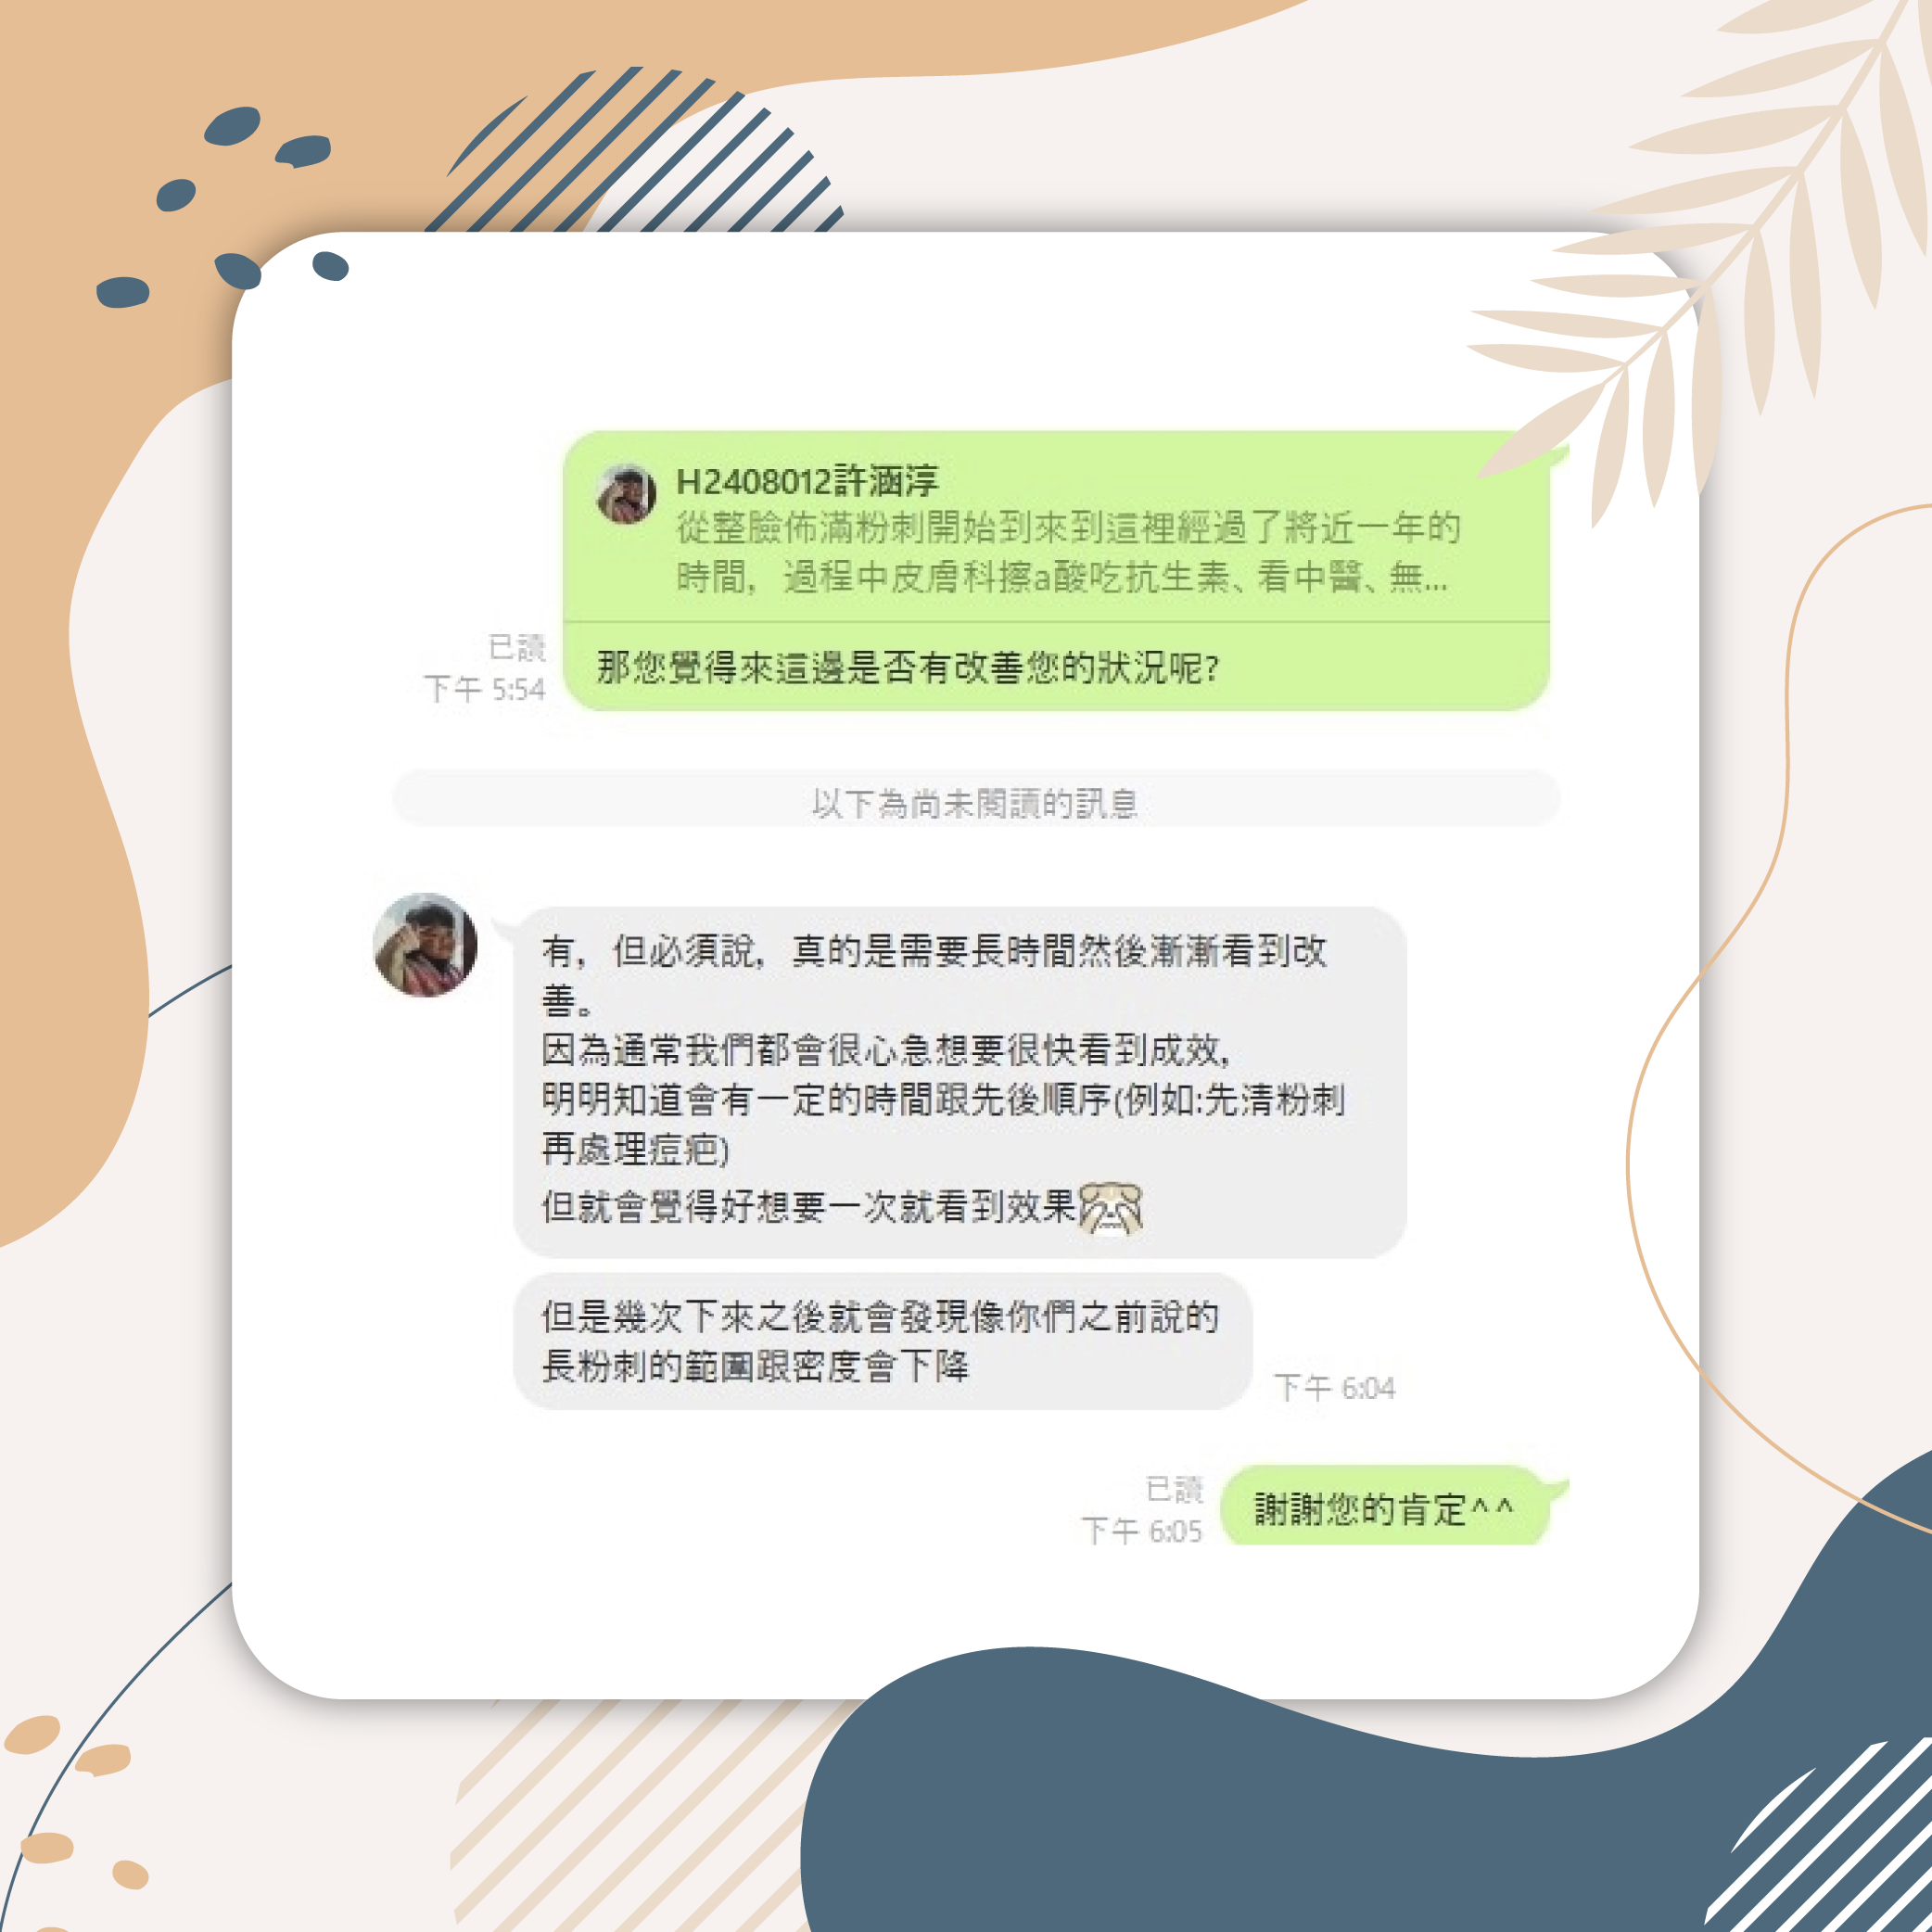 H2408012許涵淳
從整臉佈滿粉刺開始到來到這裡經過了將近一年的
時間，過程中皮膚科擦a酸吃抗生素、看中醫、無...
那您覺得來這邊是否有改善您的狀況呢?
已讀
下午 5:54
以下為尚未閱讀的訊息
有，但必須說，真的是需要長時間然後漸漸看到改
善。
因為通常我們都會很心急想要很快看到成效，
明明知道會有一定的時間跟先後順序(例如:先清粉刺
再處理痘疤)
但就會覺得好想要一次就看到效果
但是幾次下來之後就會發現像你們之前說的
長粉刺的範圍跟密度會下降
下午 6:04
已讀
下午 6:05
謝謝您的肯定^^